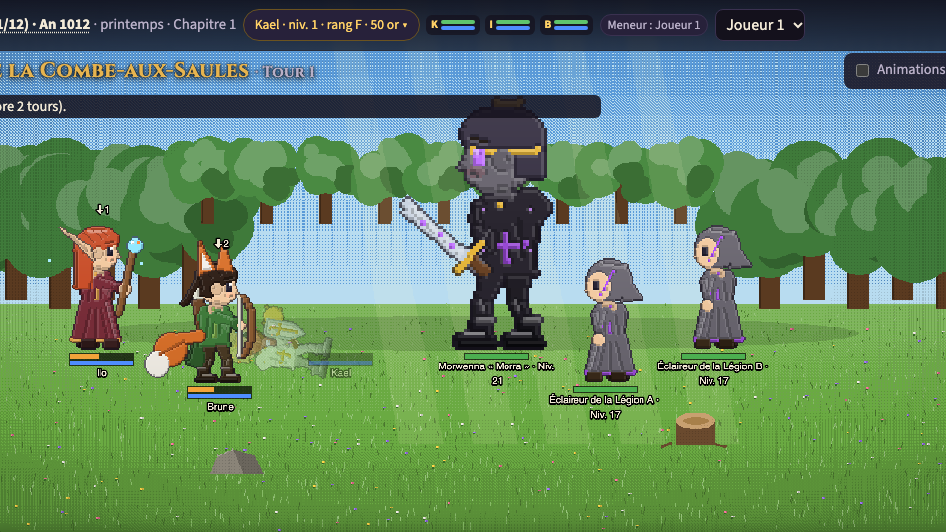 1/12) · An 1012 · printemps · Chapitre 1
Kael · niv. 1 · rang F · 50 or ▾
K
I
B
Meneur : Joueur 1
Joueur 1
E LA COMBE-AUX-SAULES · TOUR 1
Animations
ore 2 tours).
1
2
Io
Brune
Kael
Morwenna « Morra » · Niv.
21
Éclaireur de la Légion A ·
Niv. 17
Éclaireur de la Légion B ·
Niv. 17